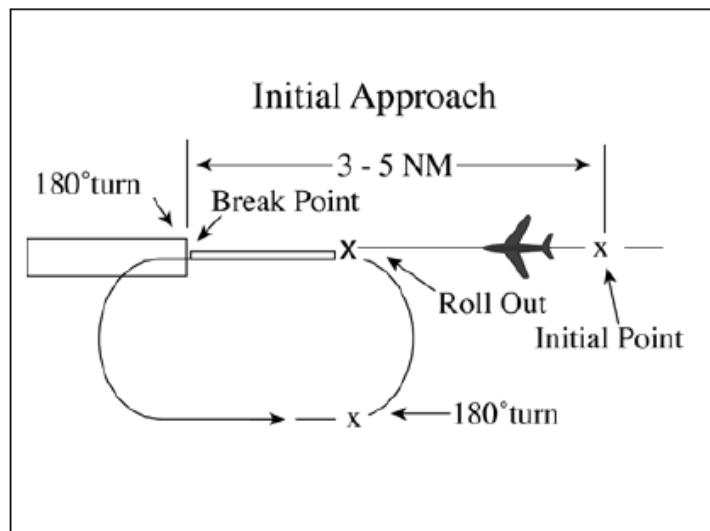 Initial Approach
3 - 5 NM
180°turn
Break Point
X
x
Roll Out
Initial Point
x
180°turn